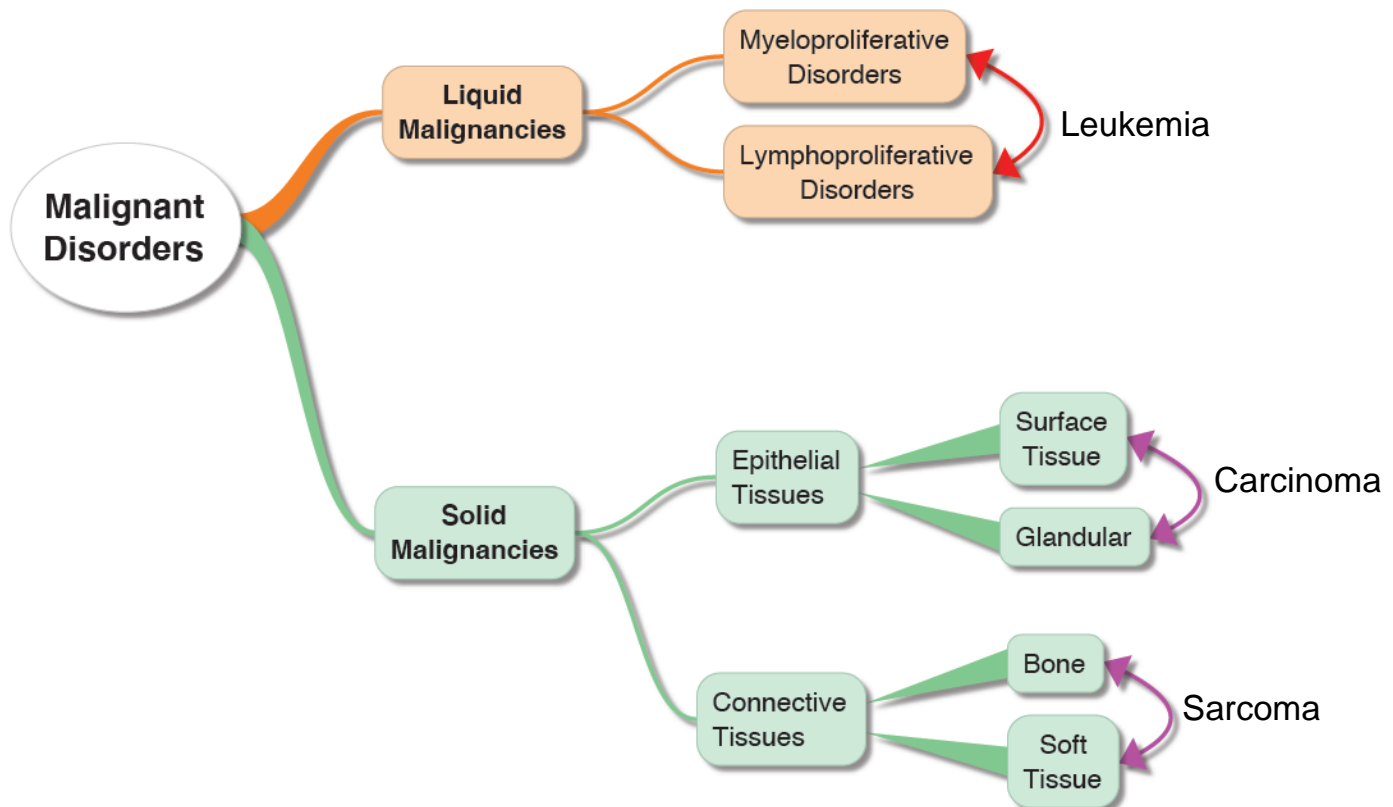 Malignant
Disorders
Liquid
Malignancies
Myeloproliferative
Disorders
Lymphoproliferative
Disorders
Leukemia
Solid
Malignancies
Epithelial
Tissues
Surface
Tissue
Glandular
Carcinoma
Connective
Tissues
Bone
Soft
Tissue
Sarcoma